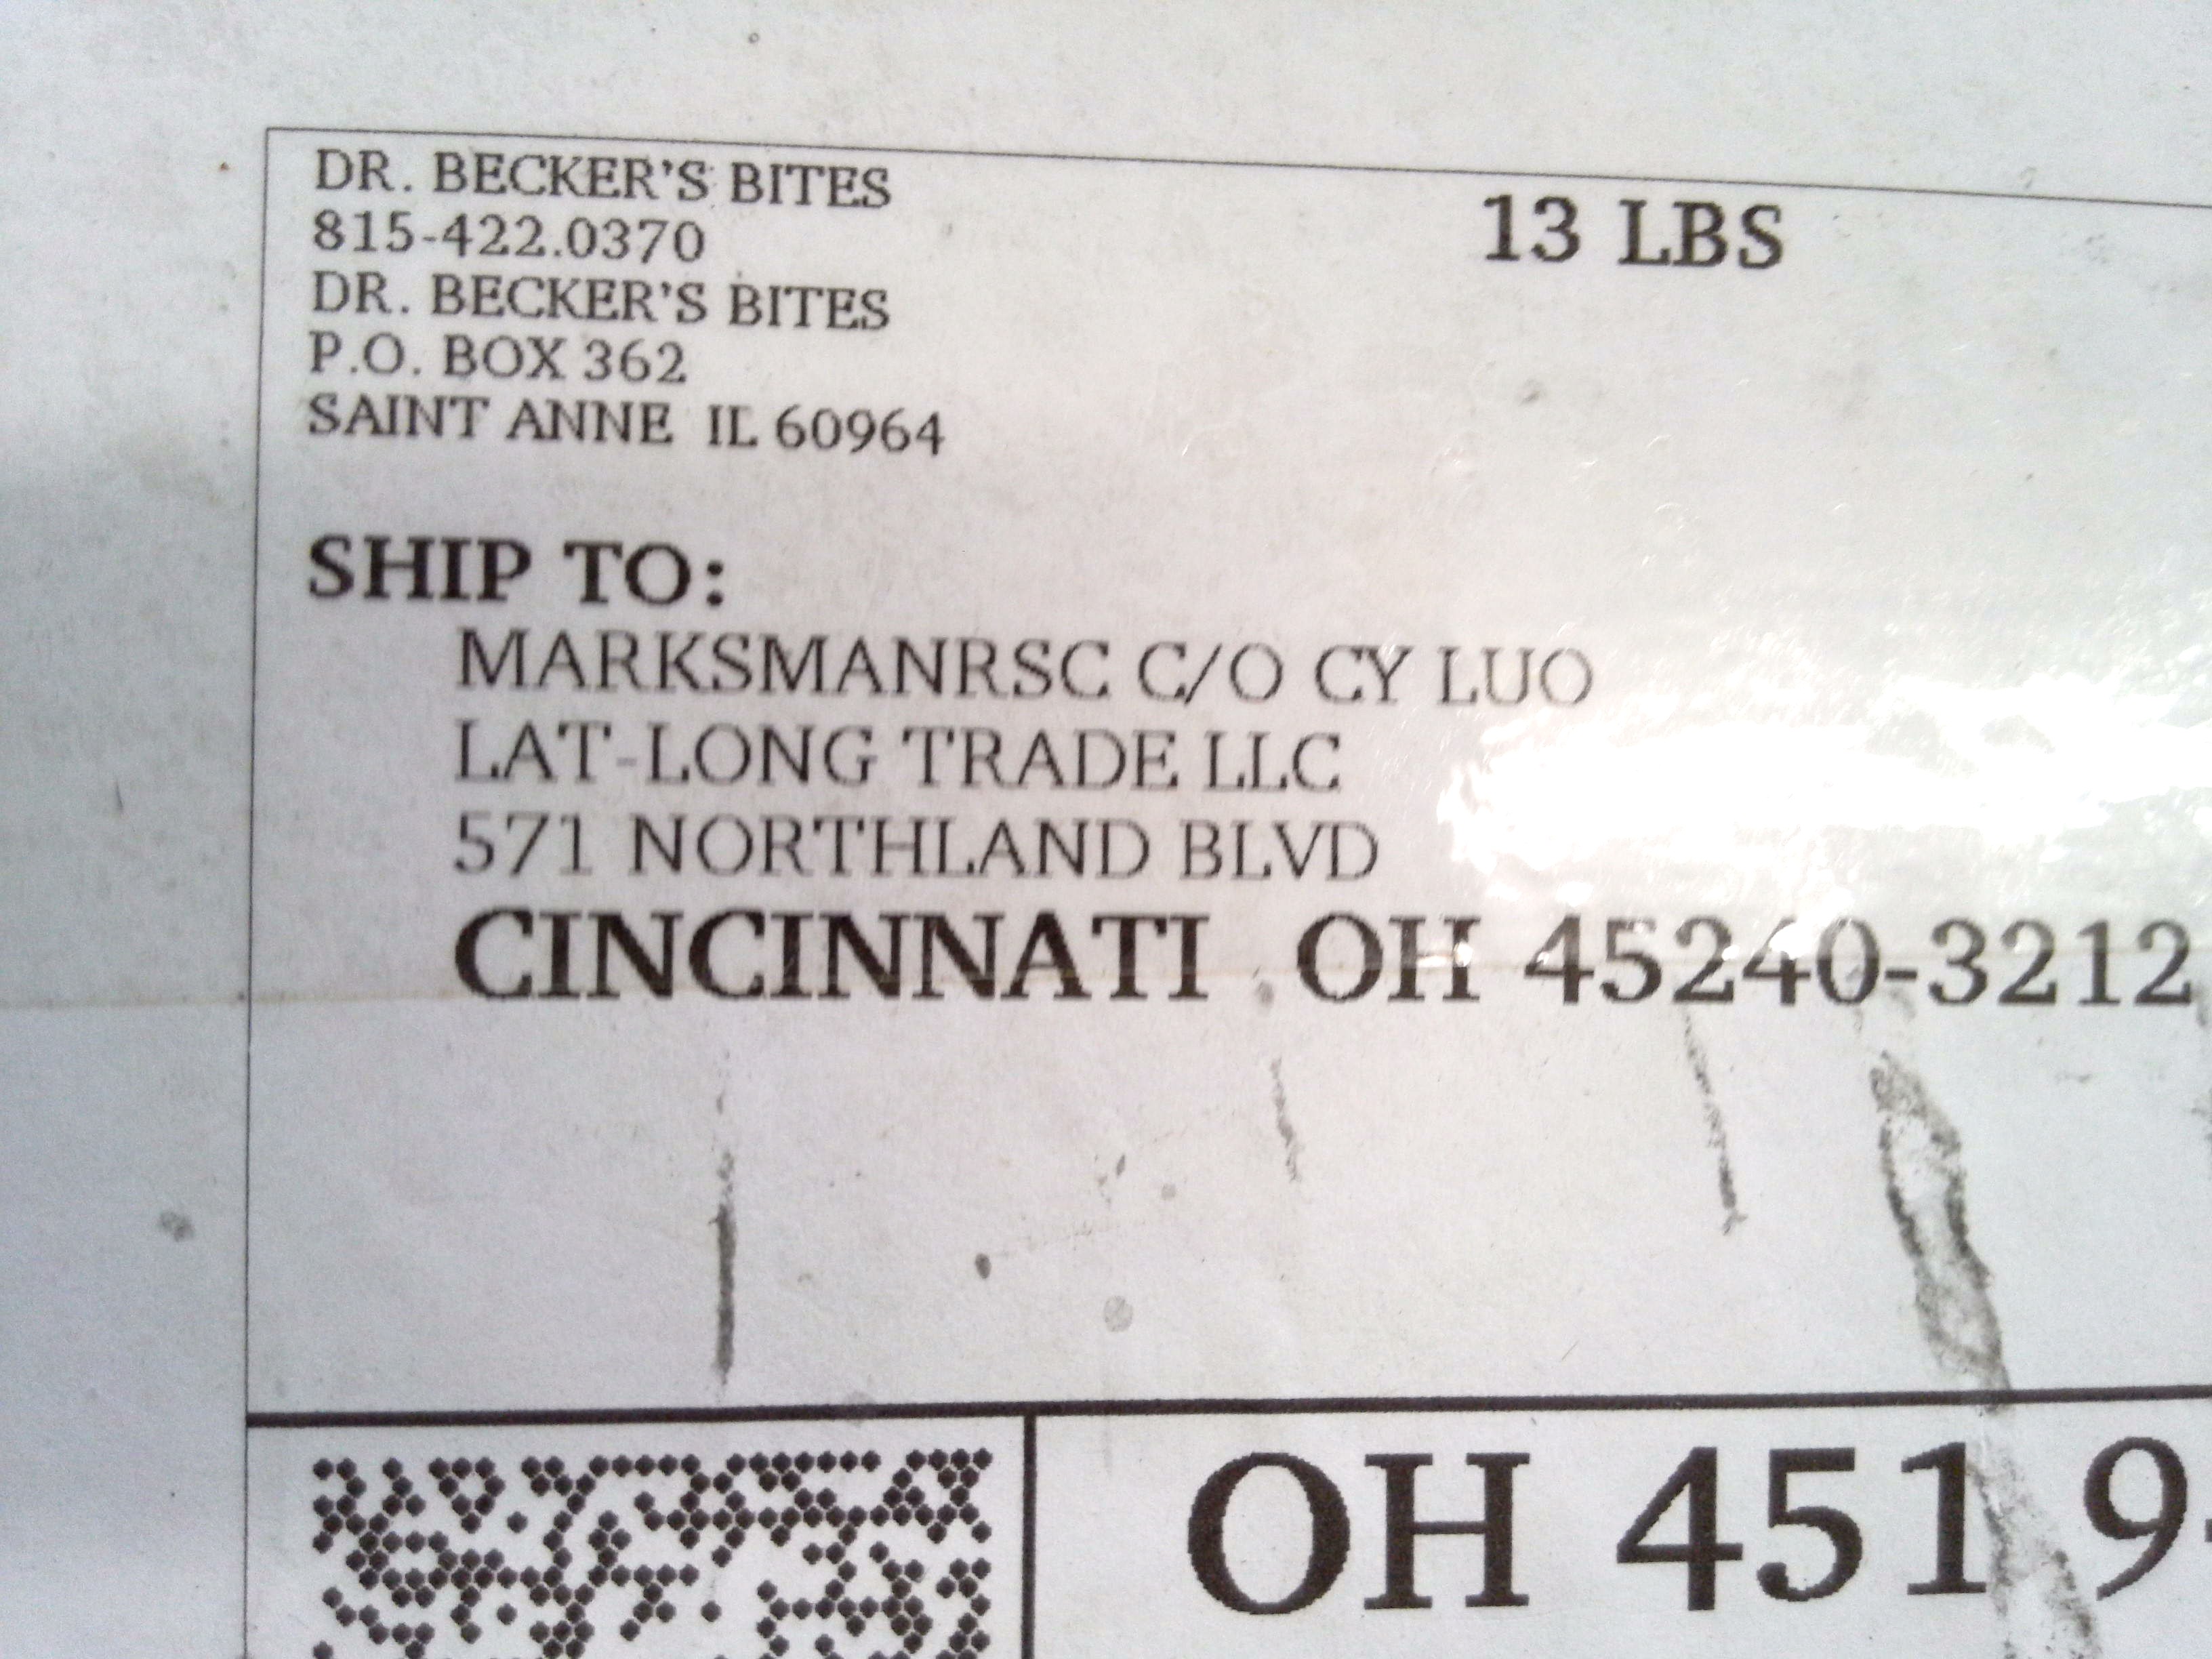 DR. BECKER'S BITES
815-422.0370
DR. BECKER'S BITES
P.O. BOX 362
SAINT ANNE IL 60964
13 LBS
SHIP TO:
MARKSMANRSC C/O CY LUO
LAT-LONG TRADE LLC
571 NORTHLAND BLVD
CINCINNATI OH 45240-3212
OH 451 9-